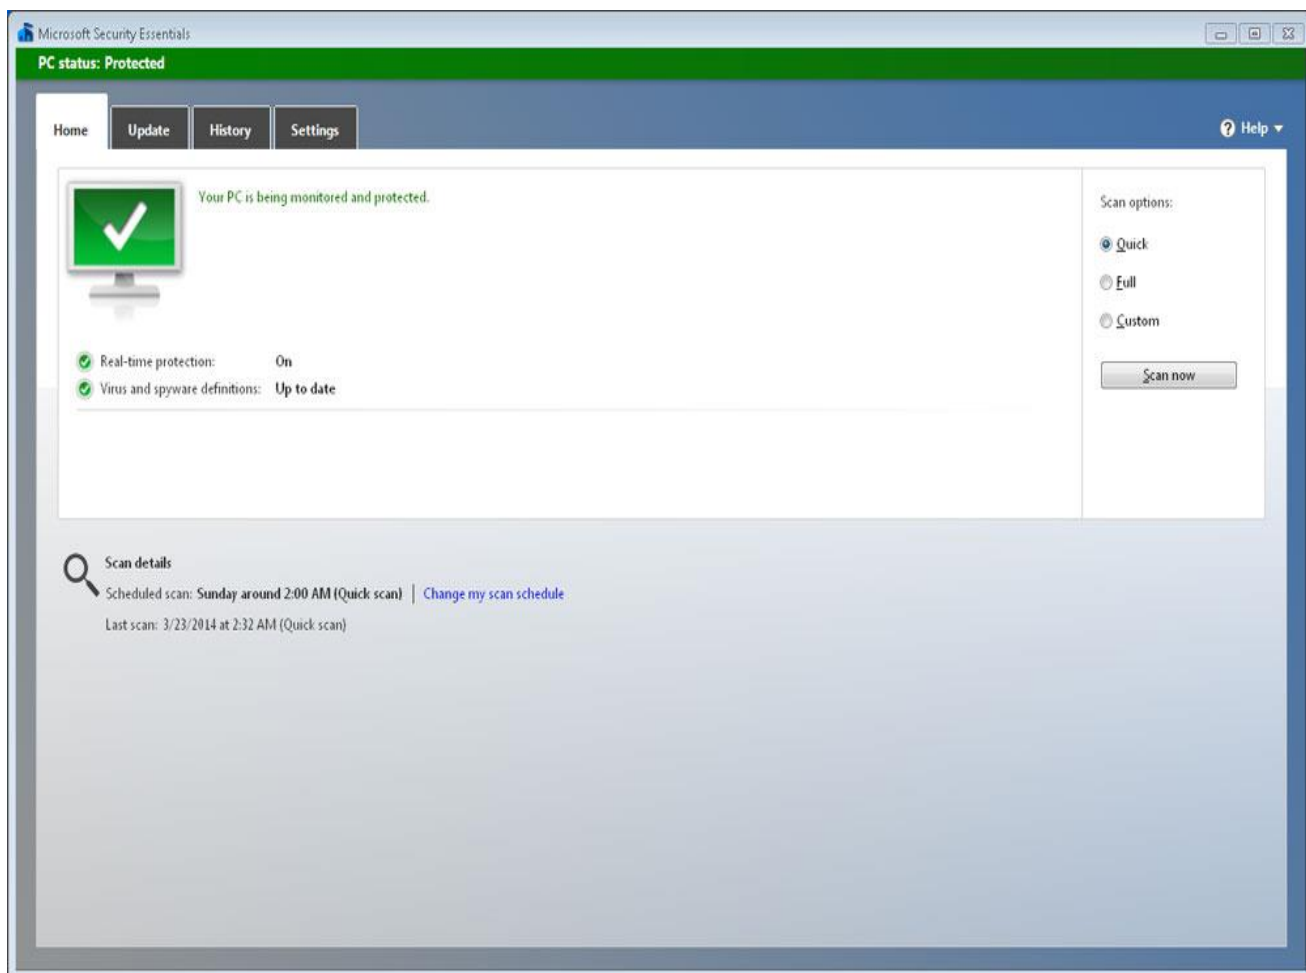 Microsoft Security Essentials
PC status: Protected
Home Update History Settings Help
Your PC is being monitored and protected.
Scan options:
Quick
Full
Custom
Real-time protection: On
Scan now
Virus and spyware definitions: Up to date
Scan details
Scheduled scan: Sunday around 2:00 AM (Quick scan) | Change my scan schedule
Last scan: 3/23/2014 at 2:32 AM (Quick scan)